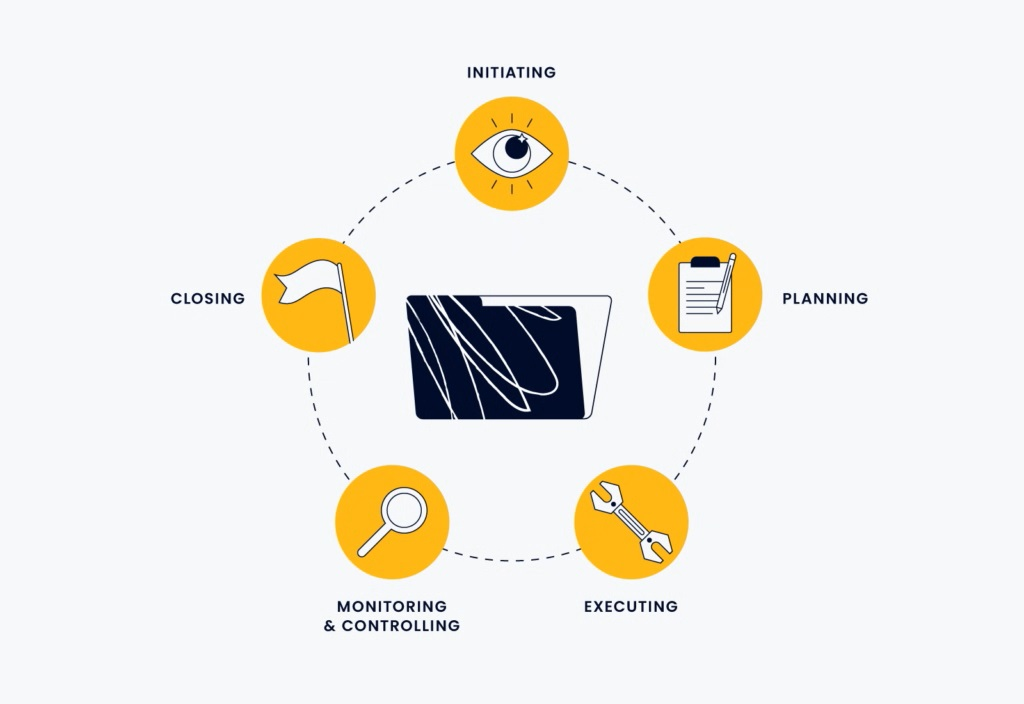 INITIATING
CLOSING
PLANNING
MONITORING
& CONTROLLING
EXECUTING